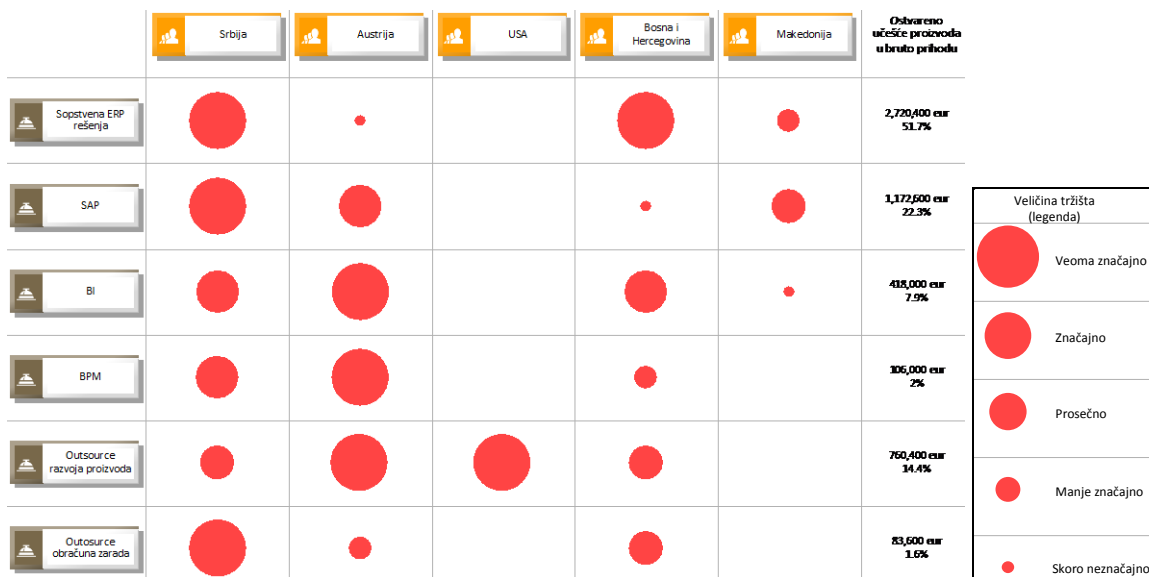 Srbija
Austrija
USA
Bosna i
Hercegovina
Makedonija
Ostvareno
učešće proizvoda
u bruto prihodu
Sopstvena ERP
rešenja
2,720,400 eur
51.7%
SAP
1,172,600 eur
22.3%
BI
418,000 eur
7.9%
BPM
106,000 eur
2%
Outsource
razvoja proizvoda
760,400 eur
14.4%
Outosurce
obračuna zarada
83,600 eur
1.6%
Veličina tržišta
(legenda)
Veoma značajno
Značajno
Prosečno
Manje značajno
Skoro neznačajno